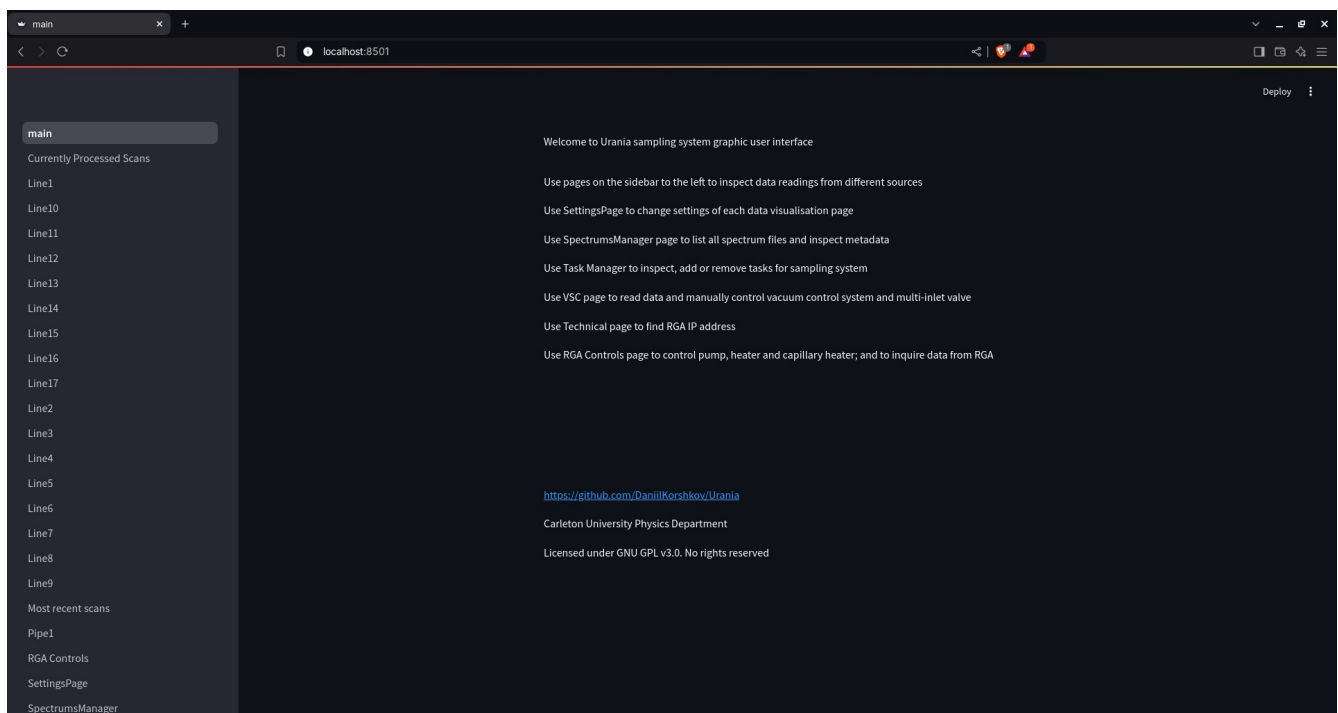 main
localhost:8501
Deploy
main
Currently Processed Scans
Line1
Line10
Line11
Line12
Line13
Line14
Line15
Line16
Line17
Line2
Line3
Line4
Line5
Line6
Line7
Line8
Line9
Most recent scans
Pipe1
RGA Controls
SettingsPage
SpectrumsManager
Welcome to Urania sampling system graphic user interface
Use pages on the sidebar to the left to inspect data readings from different sources
Use SettingsPage to change settings of each data visualisation page
Use SpectrumsManager page to list all spectrum files and inspect metadata
Use Task Manager to inspect, add or remove tasks for sampling system
Use VSC page to read data and manually control vacuum control system and multi-inlet valve
Use Technical page to find RGA IP address
Use RGA Controls page to control pump, heater and capillary heater; and to inquire data from RGA
https://github.com/DaniilKorshkov/Urania
Carleton University Physics Department
Licensed under GNU GPL v3.0. No rights reserved